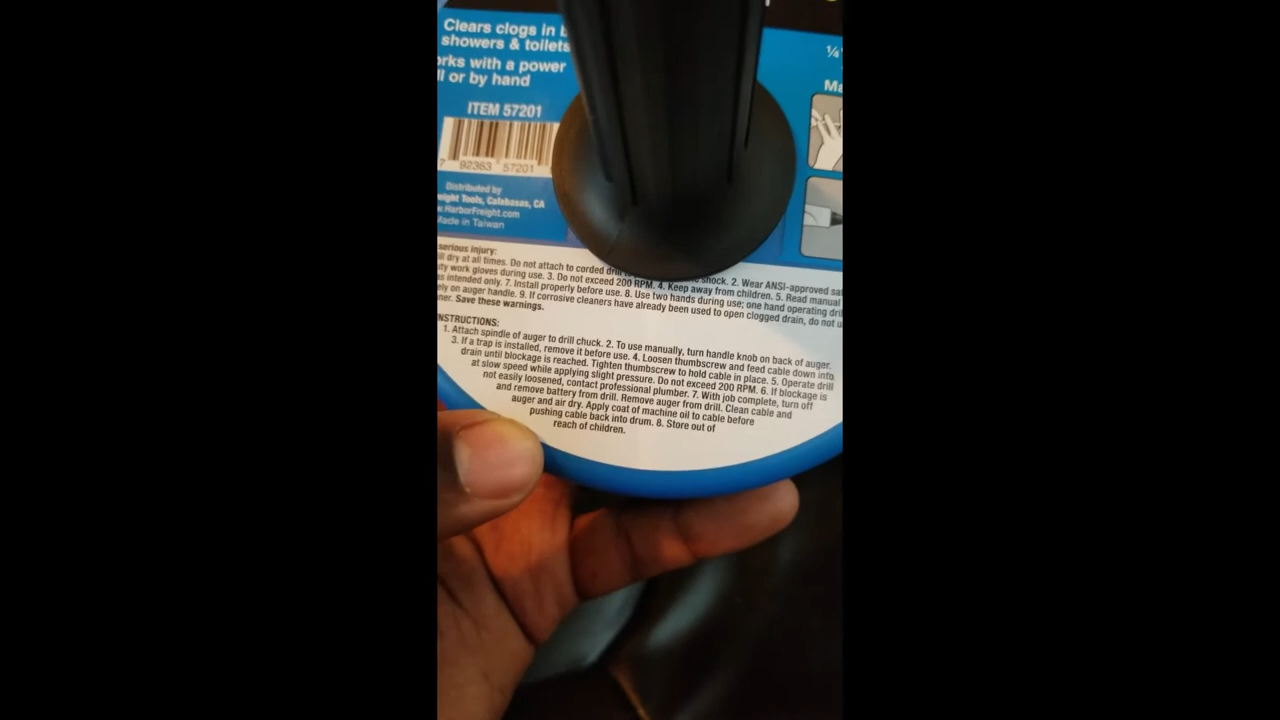 Clears clogs in
showers & toilets
works with a power
or by hand
ITEM 57201
7 92363 57201
Distributed by
eight Tools, Calabasas, CA
w.HarborFreight.com
Made in Taiwan
¼
Ma
serious injury:
dry at all times. Do not attach to corded drill shock. 2. Wear ANSI-approved
work gloves during use. 3. Do not exceed 200 RPM. 4. Keep away from children. 5. Read manual
as intended only. 7. Install properly before use. 8. Use two hands during use; one hand operating
on auger handle. 9. If corrosive cleaners have already been used to open clogged drain, do not
Save these warnings.
INSTRUCTIONS:
1. Attach spindle of auger to drill chuck. 2. To use manually, turn handle knob on back of auger.
3. If a trap is installed, remove it before use. 4. Loosen thumbscrew and feed cable down into
drain until blockage is reached. Tighten thumbscrew to hold cable in place. 5. Operate drill
at slow speed while applying slight pressure. Do not exceed 200 RPM. 6. If blockage is
not easily loosened, contact professional plumber. 7. With job complete, turn off
and remove battery from drill. Remove auger from drill. Clean cable and
auger and air dry. Apply coat of machine oil to cable before
pushing cable back into drum. 8. Store out of
reach of children.